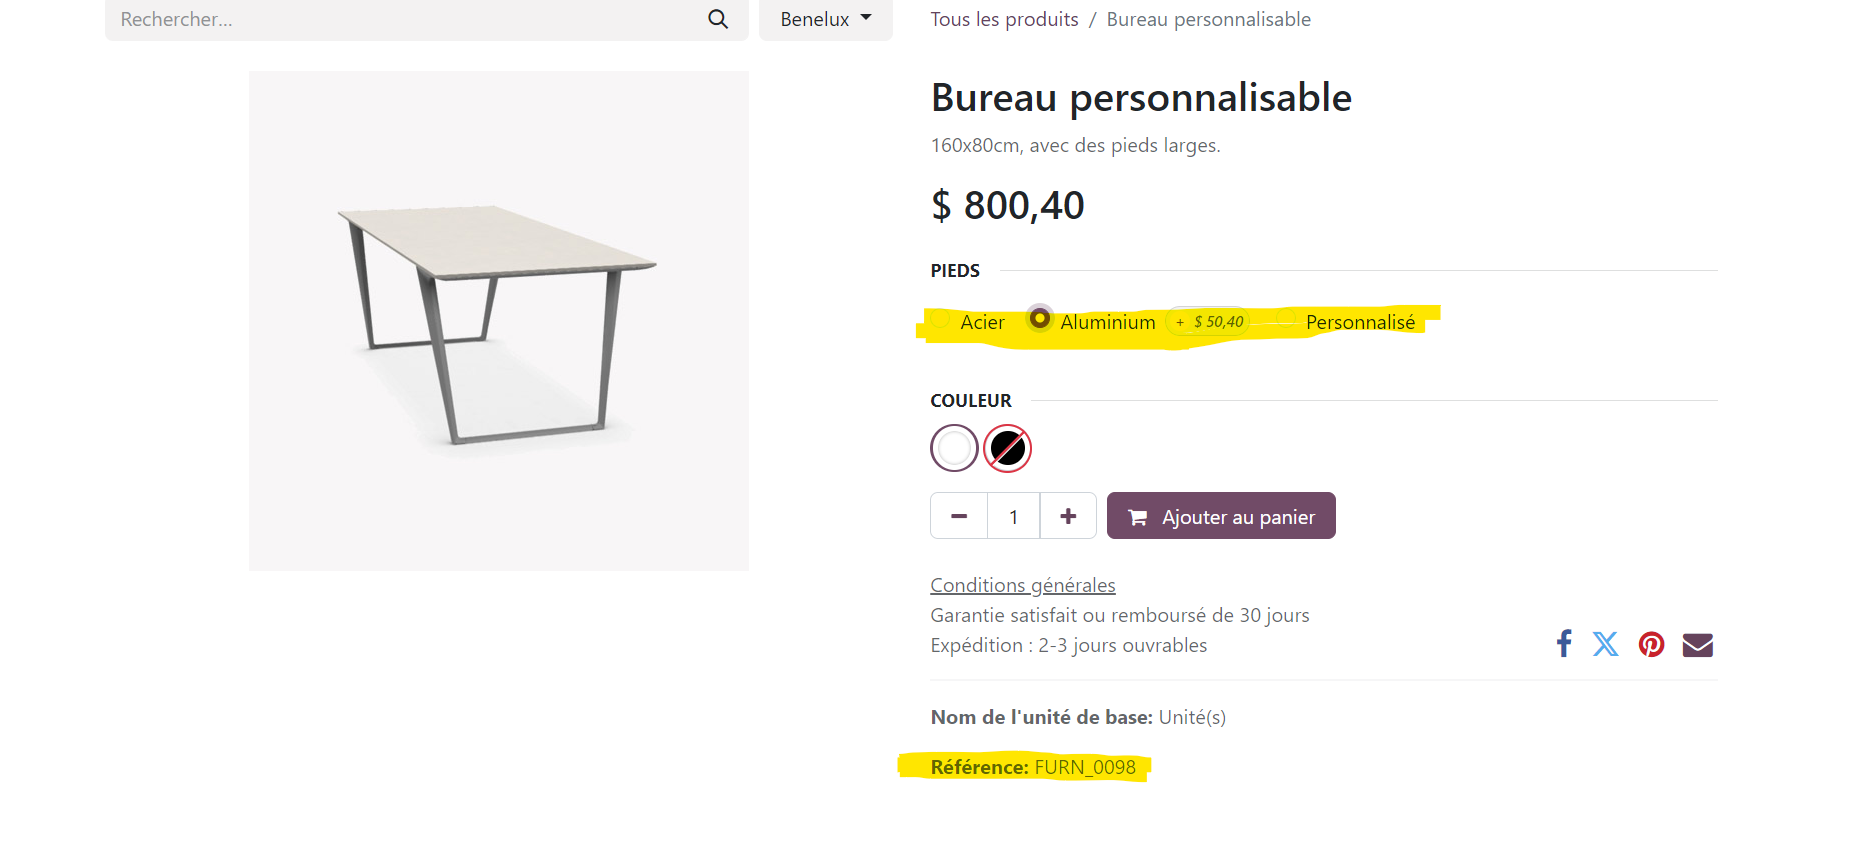 Rechercher...
Benelux
Tous les produits / Bureau personnalisable
Bureau personnalisable
160x80cm, avec des pieds larges.
$ 800,40
PIEDS
Acier Aluminium + $ 50,40 Personnalisé
COULEUR
1
Ajouter au panier
Conditions générales
Garantie satisfait ou remboursé de 30 jours
Expédition : 2-3 jours ouvrables
Nom de l'unité de base: Unité(s)
Référence: FURN_0098